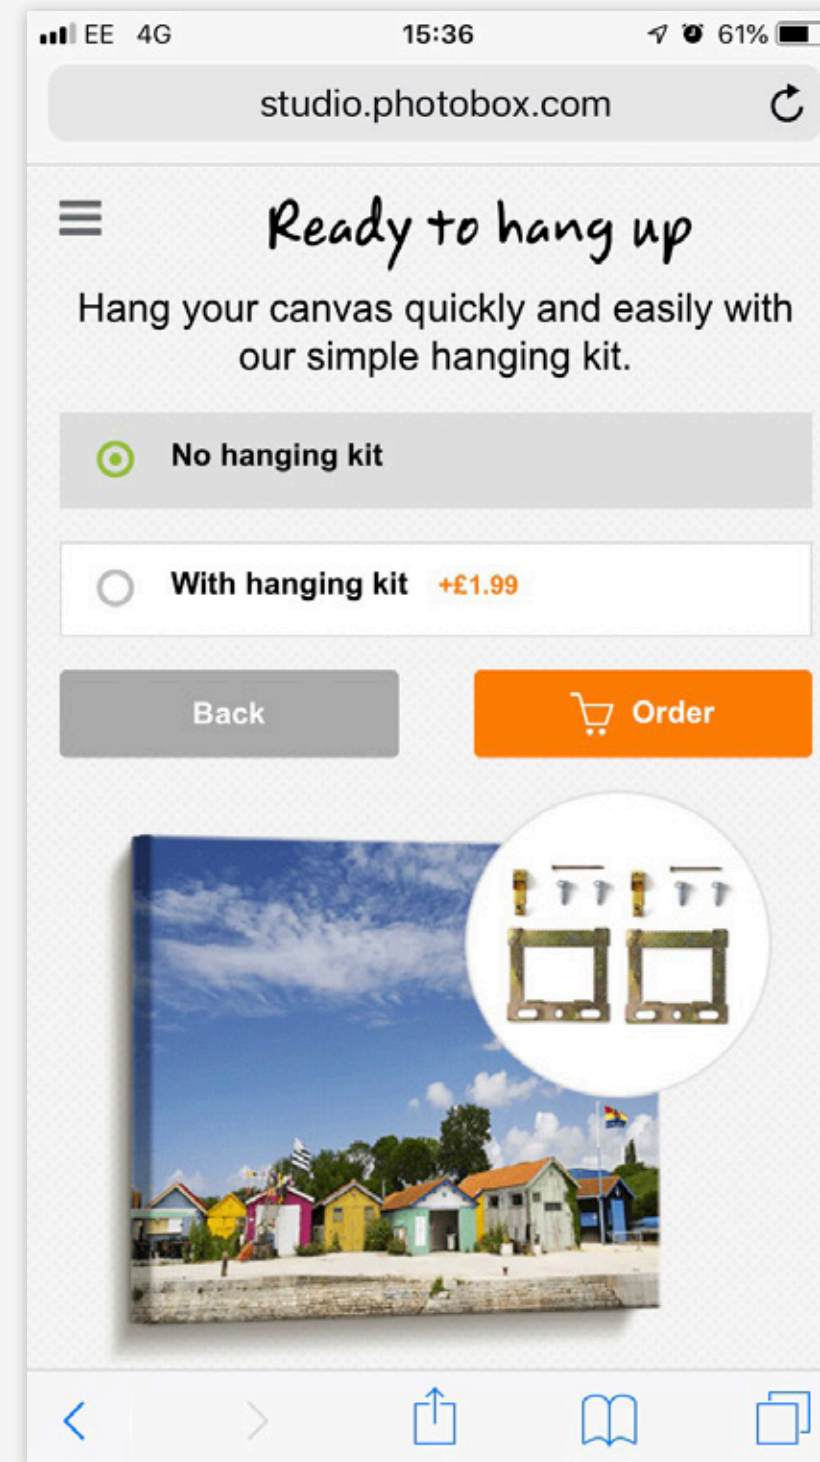 EE 4G 15:36 61%
studio.photobox.com
Ready to hang up
Hang your canvas quickly and easily with
our simple hanging kit.
No hanging kit
With hanging kit +£1.99
Back
Order